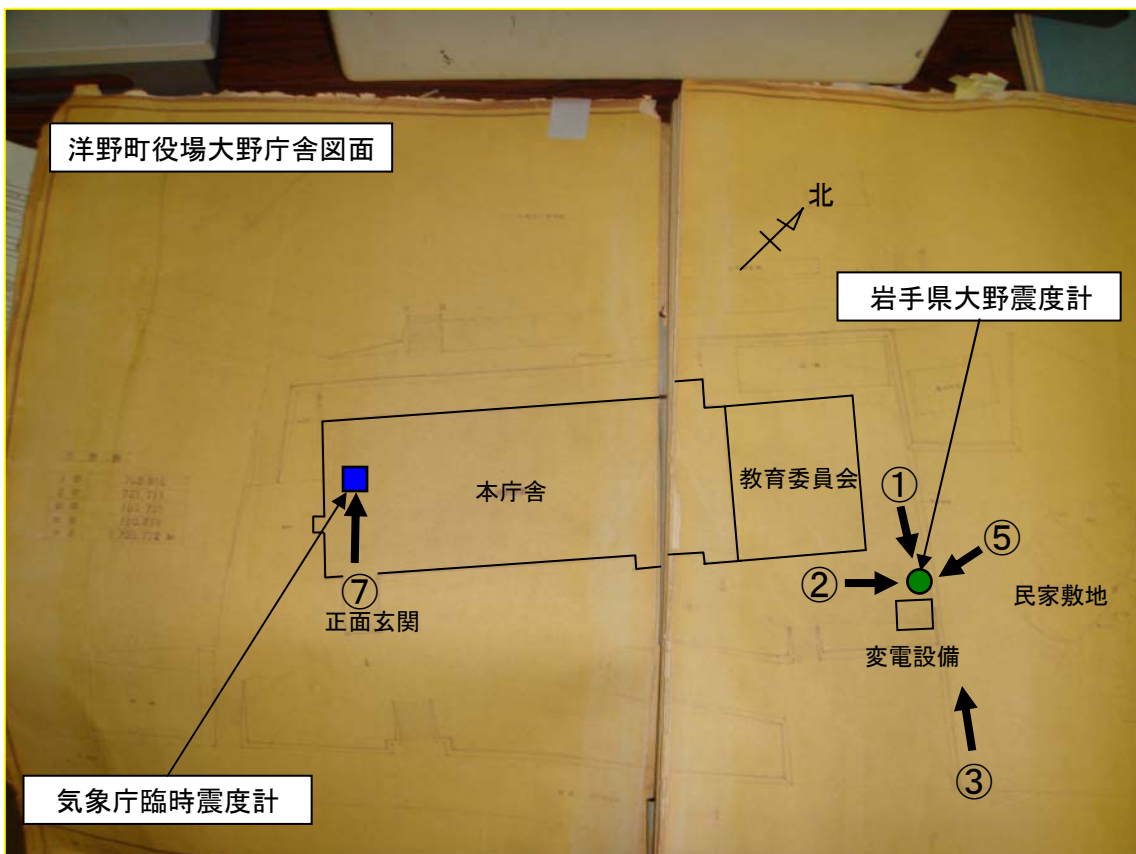 洋野町役場大野庁舎図面
北
岩手県大野震度計
本庁舎
教育委員会
①
⑤
②
民家敷地
⑦
正面玄関
変電設備
③
気象庁臨時震度計